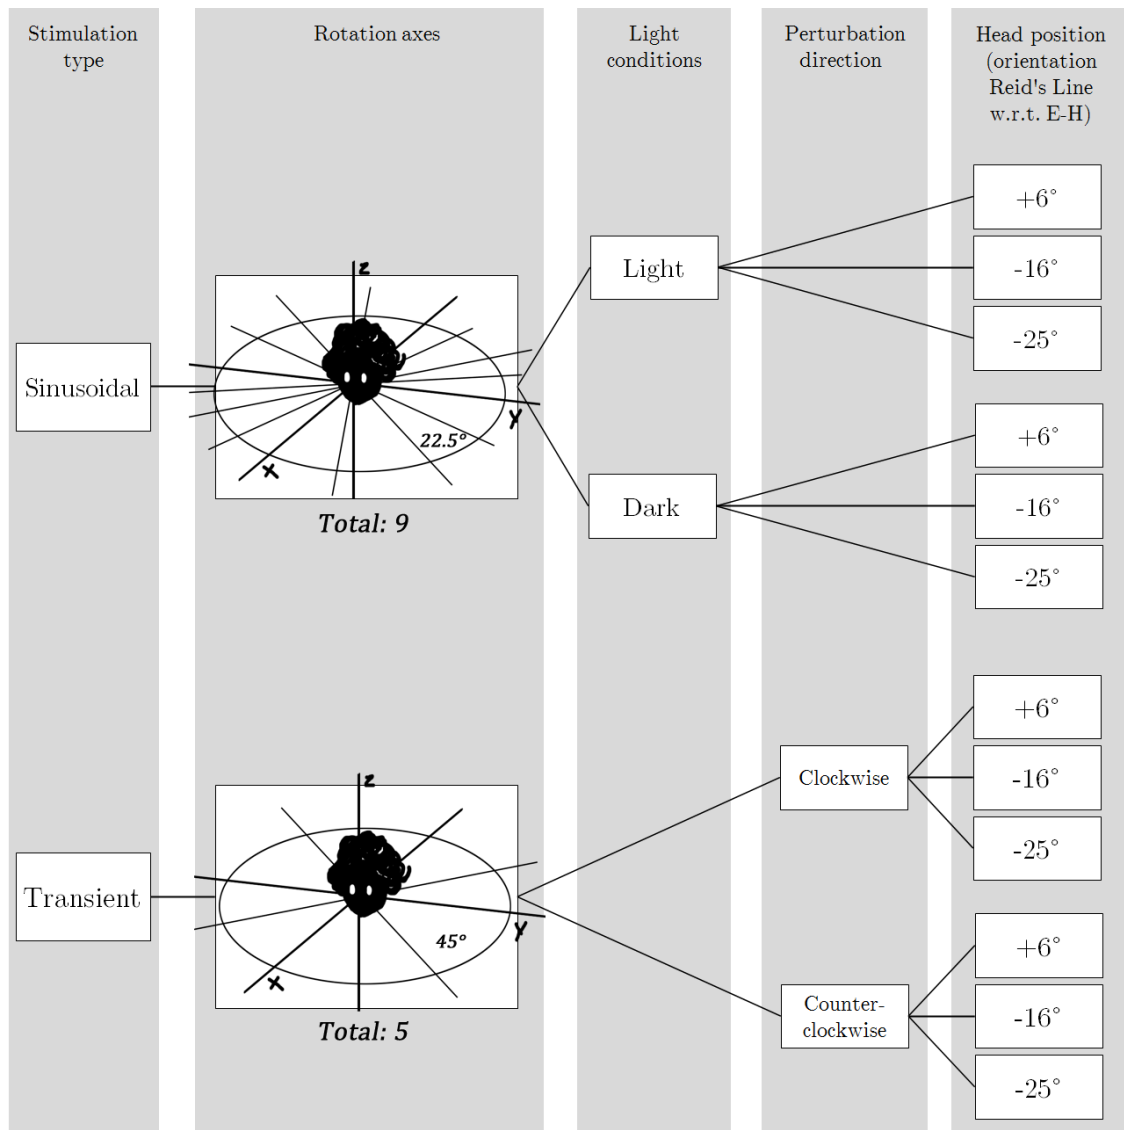 Stimulation
type
Rotation axes
Light
conditions
Perturbation
direction
Head position
(orientation
Reid's Line
w.r.t. E-H)
Sinusoidal
z
x
y
22.5°
Total: 9
Light
Dark
+6°
-16°
-25°
+6°
-16°
-25°
Transient
z
x
y
45°
Total: 5
Clockwise
Counter-
clockwise
+6°
-16°
-25°
+6°
-16°
-25°